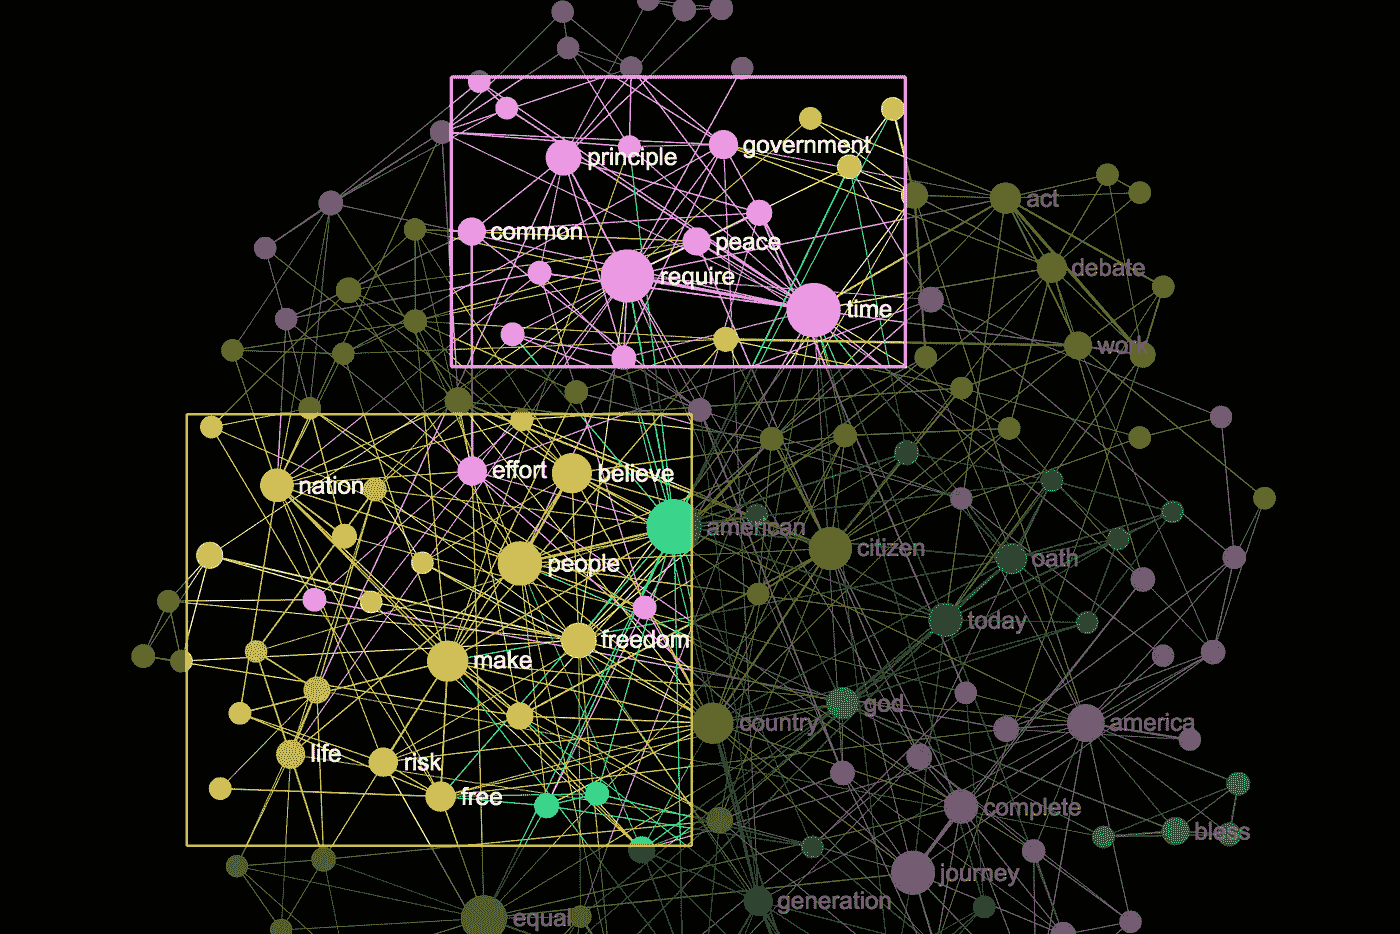 government
principle
act
common
peace
debate
require
time
work
effort
believe
nation
american
citizen
oath
people
today
freedom
make
god
country
america
life
risk
free
complete
bless
journey
generation
equal